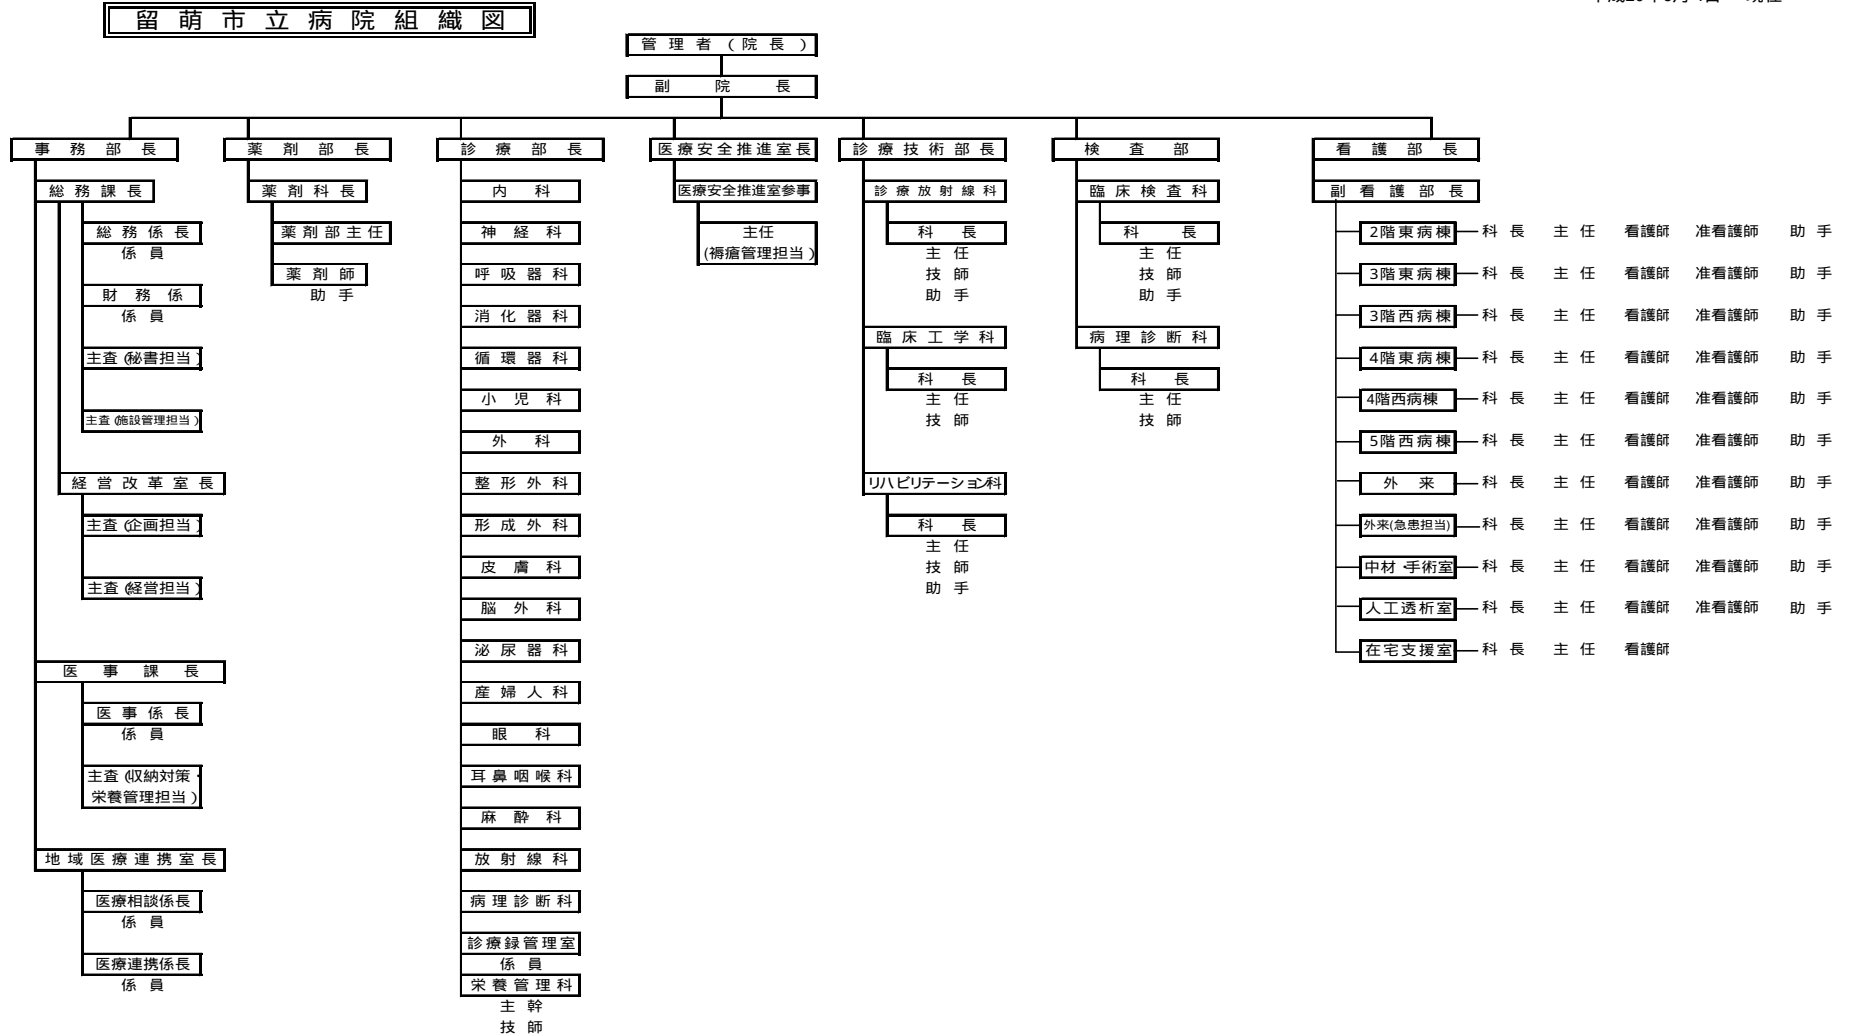 留萌市立病院組織図
管理者(院長)
副院長
事務部長
総務課長
総務係長
係員
財務係
係員
主査(秘書担当)
主査(施設管理担当)
経営改革室長
主査(企画担当)
主査(経営担当)
医事課長
医事係長
係員
主査(収納対策・
栄養管理担当)
地域医療連携室長
医療相談係長
係員
医療連携係長
係員
薬剤部長
薬剤科長
薬剤部主任
薬剤師
助手
診療部長
内科
神経科
呼吸器科
消化器科
循環器科
小児科
外科
整形外科
形成外科
皮膚科
脳外科
泌尿器科
産婦人科
眼科
耳鼻咽喉科
麻酔科
放射線科
病理診断科
診療録管理室
係員
栄養管理科
主幹
技師
医療安全推進室長
医療安全推進室参事
主任
(褥瘡管理担当)
診療技術部長
診療放射線科
科長
主任
技師
助手
臨床工学科
科長
主任
技師
リハビリテーション科
科長
主任
技師
助手
検査部
臨床検査科
科長
主任
技師
助手
病理診断科
科長
主任
技師
看護部長
副看護部長
2階東病棟 科長 主任 看護師 准看護師 助手
3階東病棟 科長 主任 看護師 准看護師 助手
3階西病棟 科長 主任 看護師 准看護師 助手
4階東病棟 科長 主任 看護師 准看護師 助手
4階西病棟 科長 主任 看護師 准看護師 助手
5階西病棟 科長 主任 看護師 准看護師 助手
外来 科長 主任 看護師 准看護師 助手
外来(急患担当) 科長 主任 看護師 准看護師 助手
中材・手術室 科長 主任 看護師 准看護師 助手
人工透析室 科長 主任 看護師 准看護師 助手
在宅支援室 科長 主任 看護師